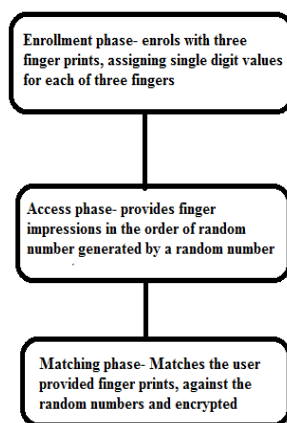 Enrollment phase- enrols with three
finger prints, assigning single digit values
for each of three fingers
Access phase- provides finger
impressions in the order of random
number generated by a random number
Matching phase- Matches the user
provided finger prints, against the
random numbers and encrypted